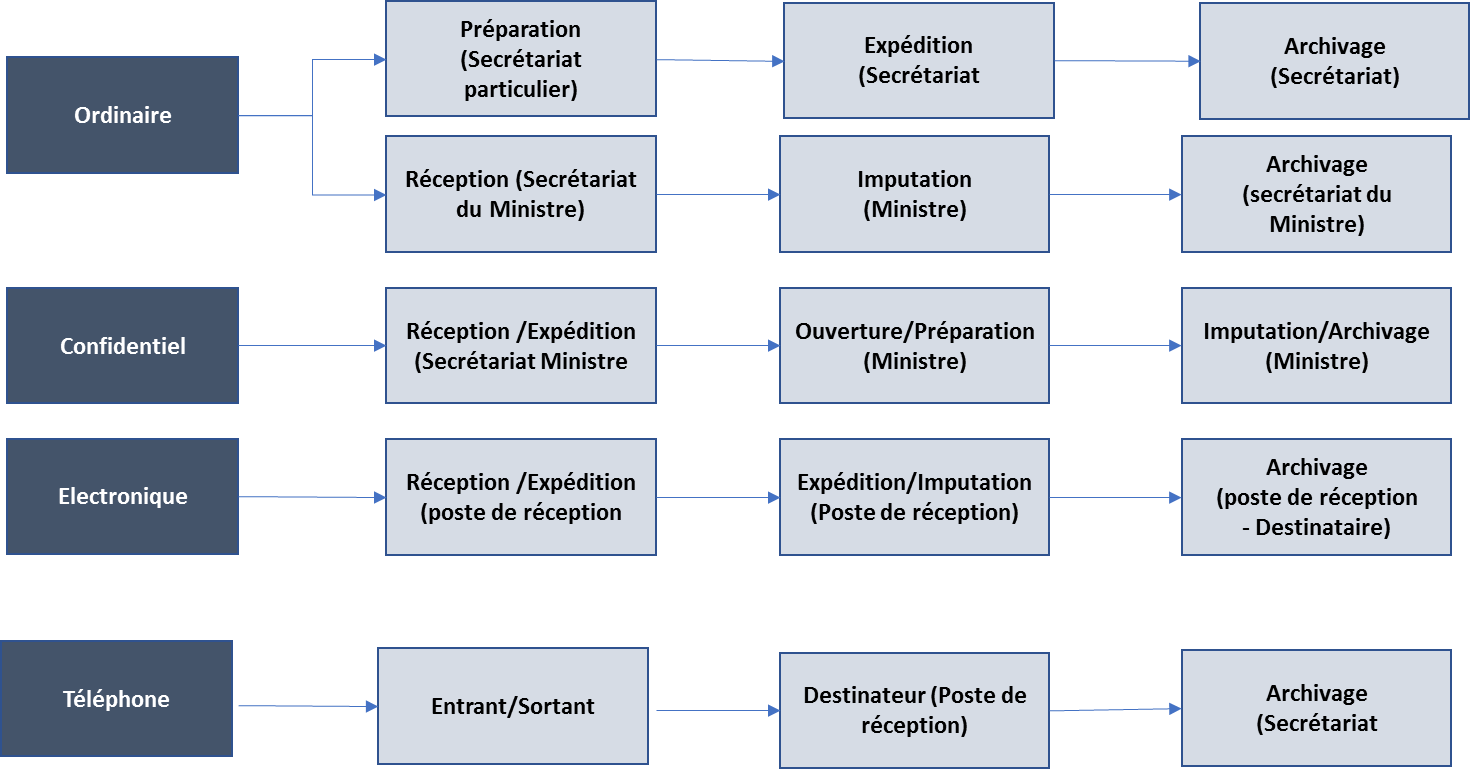 Ordinaire
Préparation
(Secrétariat
particulier)
Expédition
(Secrétariat
Archivage
(Secrétariat)
Réception (Secrétariat
du Ministre)
Imputation
(Ministre)
Archivage
(secrétariat du
Ministre)
Confidentiel
Réception /Expédition
(Secrétariat Ministre
Ouverture/Préparation
(Ministre)
Imputation/Archivage
(Ministre)
Electronique
Réception /Expédition
(poste de réception
Expédition/Imputation
(Poste de réception)
Archivage
(poste de réception
- Destinataire)
Téléphone
Entrant/Sortant
Destinateur (Poste de
réception)
Archivage
(Secrétariat